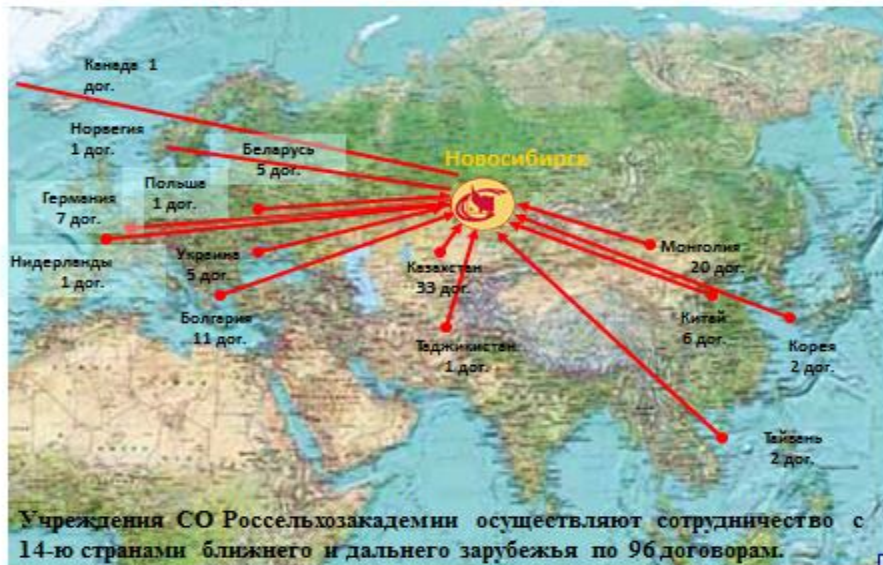 Канада 1
дог.
Норвегия
1 дог.
Беларусь
5 дог.
Новосибирск
Польша
1 дог.
Германия
7 дог.
Нидерланды
1 дог.
Украина
5 дог.
Болгария
11 дог.
Казахстан
33 дог.
Таджикистан
1 дог.
Монголия
20 дог.
Китай
6 дог.
Корея
2 дог.
Тайвань
2 дог.
Учреждения СО Россельхозакадемии осуществляют сотрудничество с
14-ю странами ближнего и дальнего зарубежья по 96 договорам.